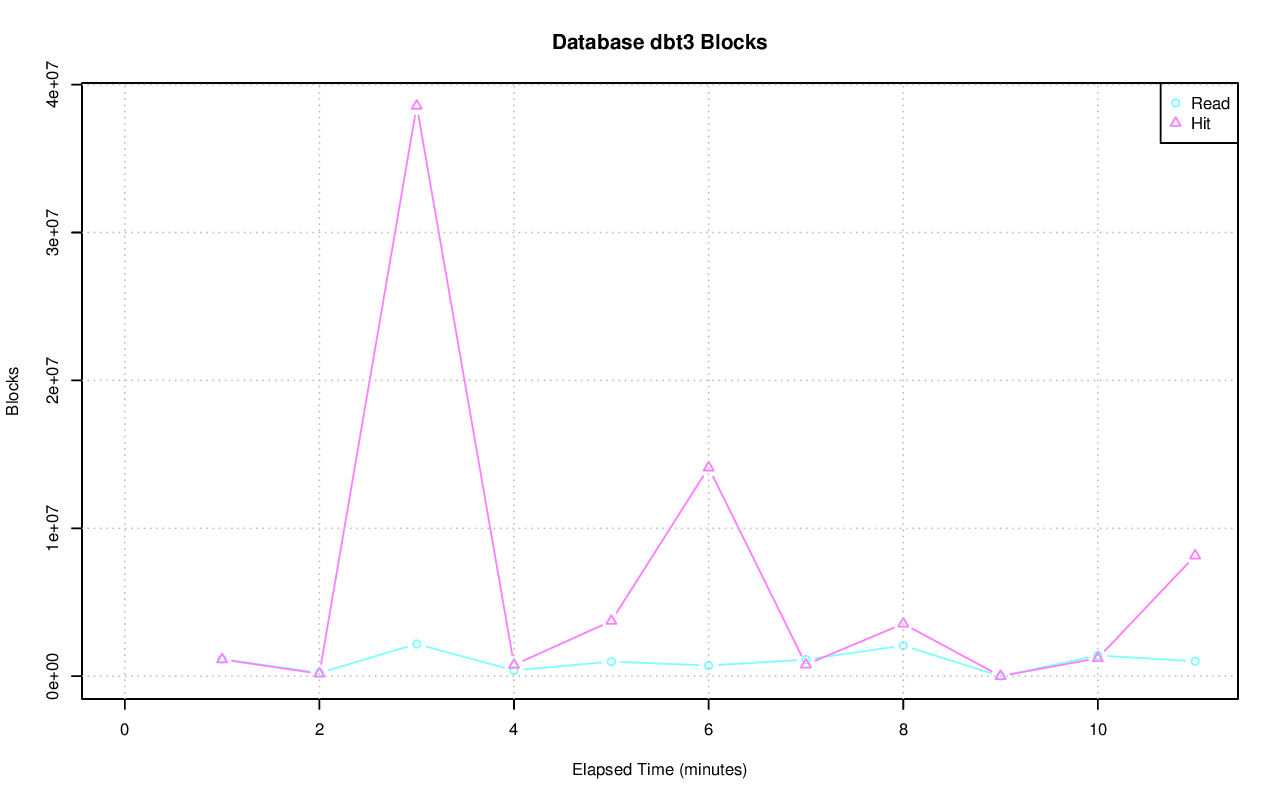 Database dbt3 Blocks
4e+07
3e+07
2e+07
1e+07
0e+00
Blocks
Read
Hit
0
2
4
6
8
10
Elapsed Time (minutes)